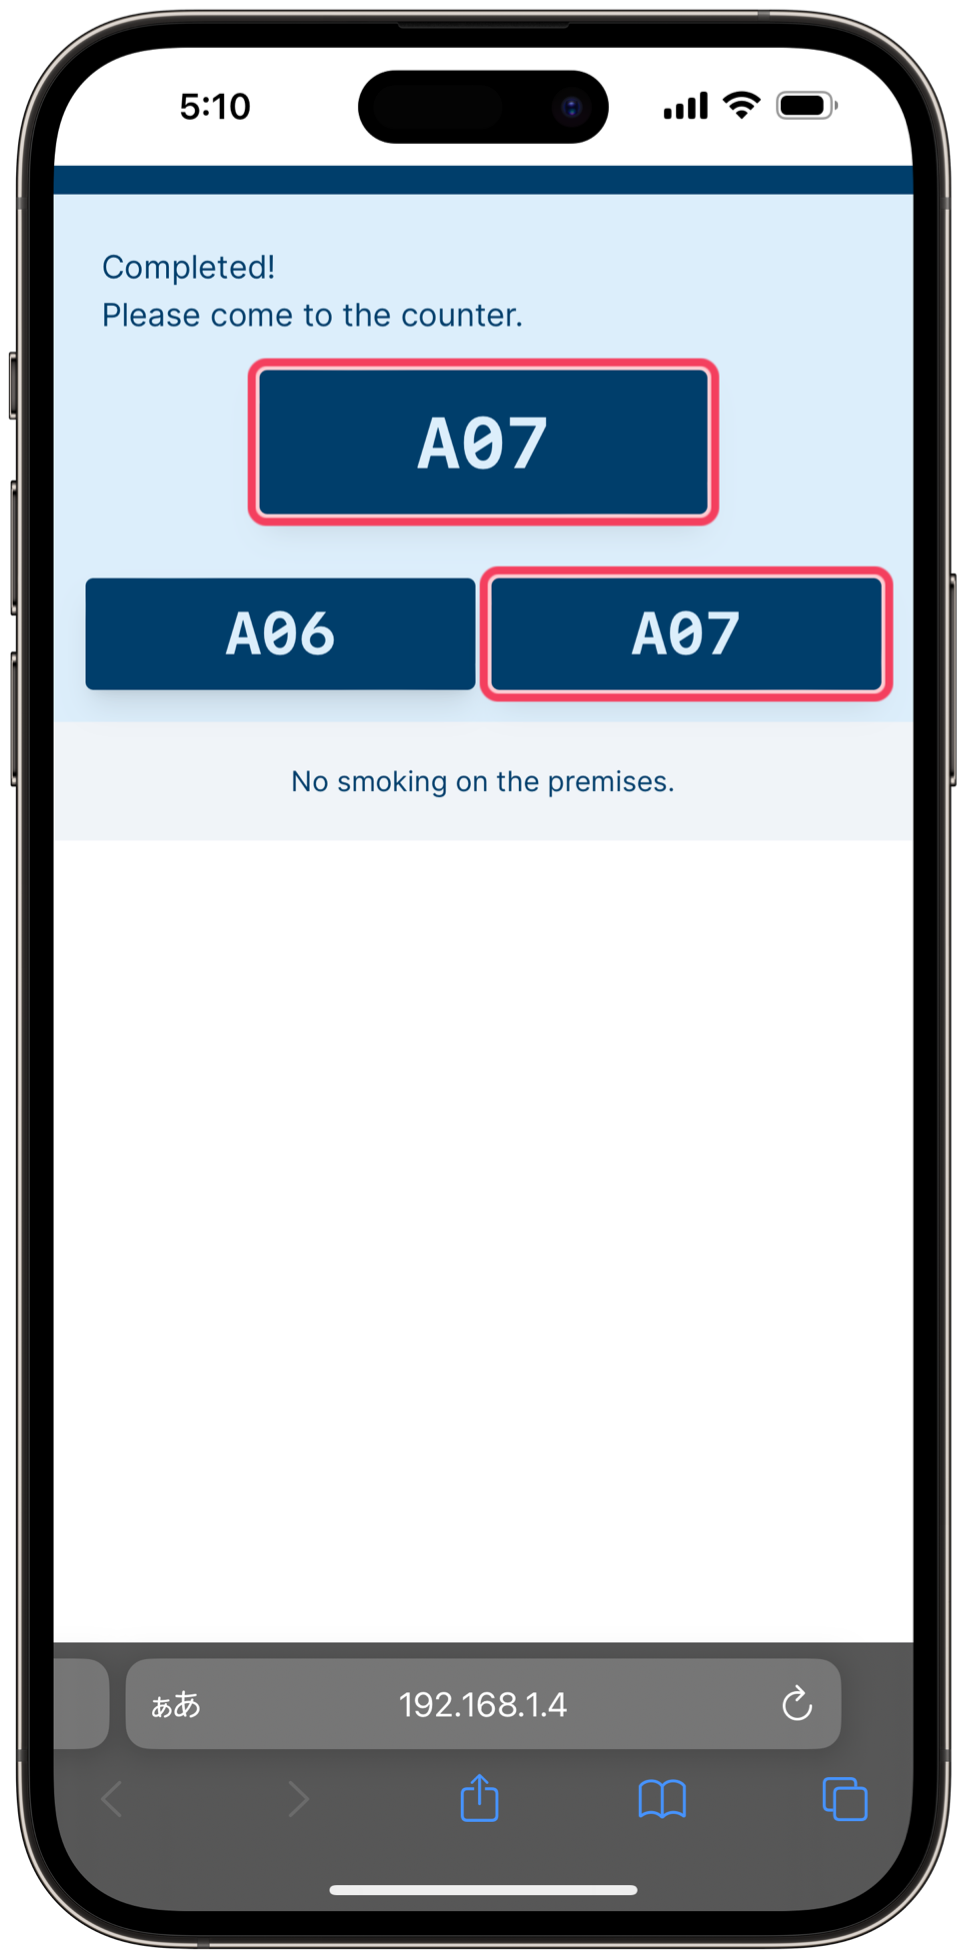 5:10
Completed!
Please come to the counter.
A07
A06 A07
No smoking on the premises.
ぁあ 192.168.1.4